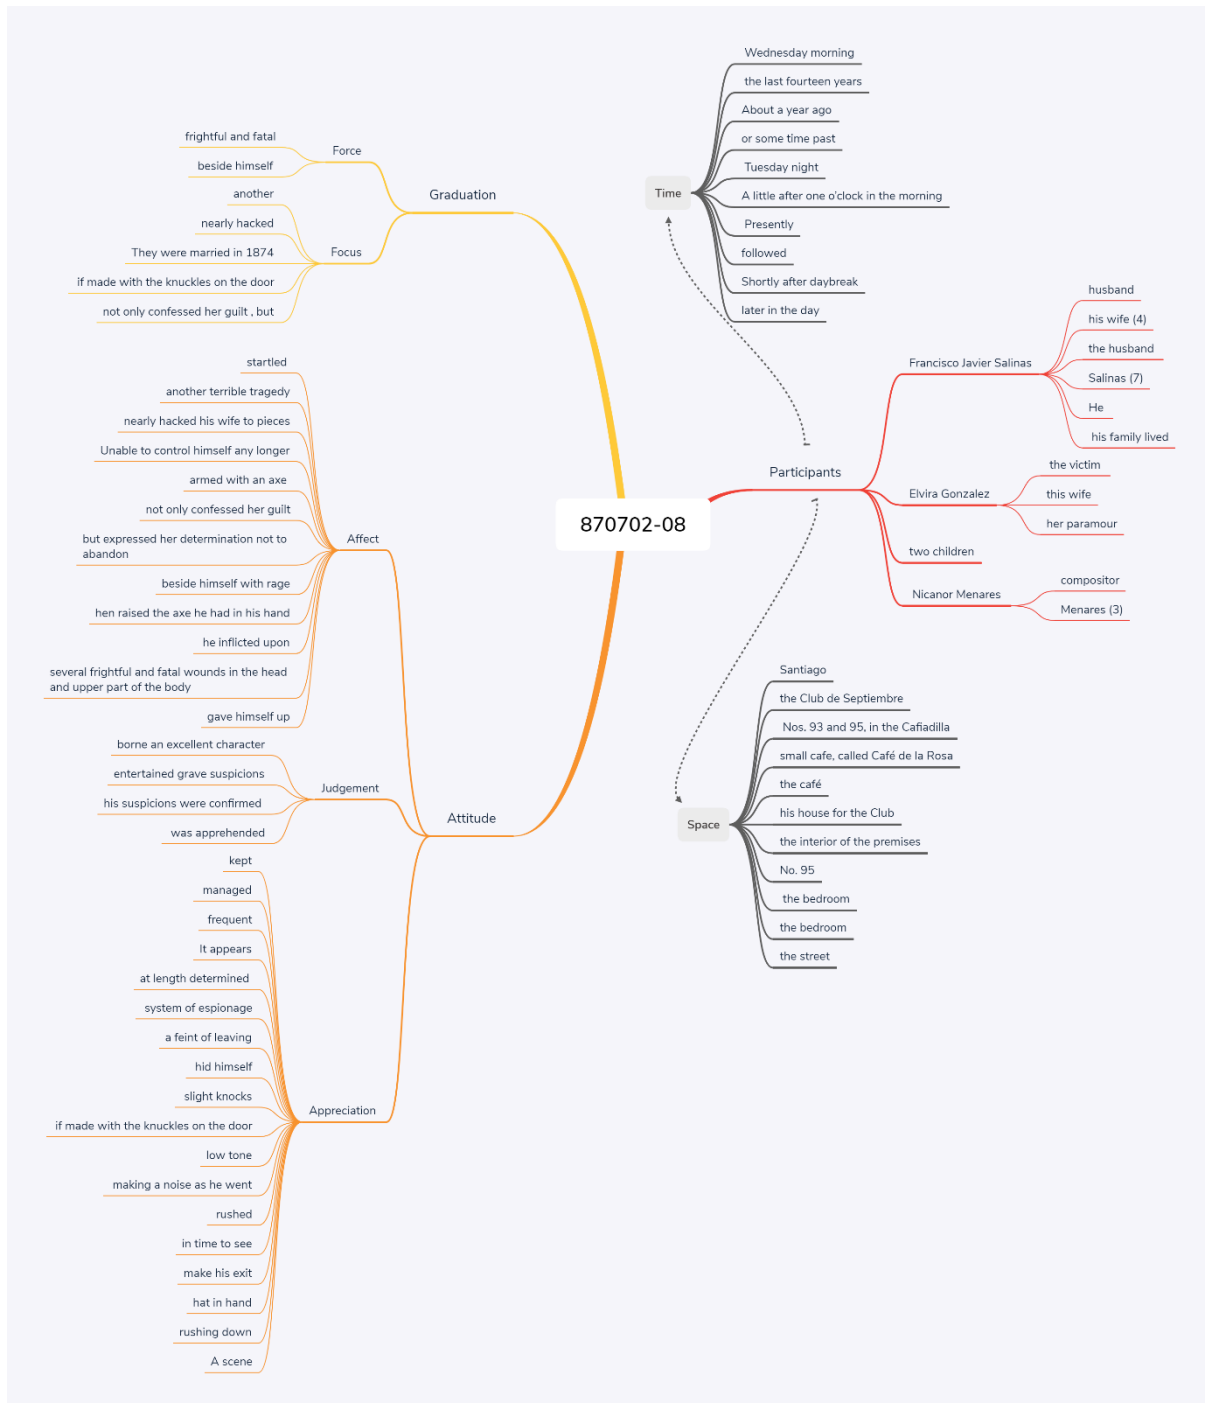 870702-08
Graduation
Force
frightful and fatal
beside himself
Focus
another
nearly hacked
They were married in 1874
if made with the knuckles on the door
not only confessed her guilt , but
Attitude
Affect
startled
another terrible tragedy
nearly hacked his wife to pieces
Unable to control himself any longer
armed with an axe
not only confessed her guilt
but expressed her determination not to
abandon
beside himself with rage
hen raised the axe he had in his hand
he inflicted upon
several frightful and fatal wounds in the head
and upper part of the body
gave himself up
Judgement
borne an excellent character
entertained grave suspicions
his suspicions were confirmed
was apprehended
Appreciation
kept
managed
frequent
It appears
at length determined
system of espionage
a feint of leaving
hid himself
slight knocks
if made with the knuckles on the door
low tone
making a noise as he went
rushed
in time to see
make his exit
hat in hand
rushing down
A scene
Time
Wednesday morning
the last fourteen years
About a year ago
or some time past
Tuesday night
A little after one o'clock in the morning
Presently
followed
Shortly after daybreak
later in the day
Participants
Francisco Javier Salinas
husband
his wife (4)
the husband
Salinas (7)
He
his family lived
Elvira Gonzalez
the victim
this wife
her paramour
two children
Nicanor Menares
compositor
Menares (3)
Space
Santiago
the Club de Septiembre
Nos. 93 and 95, in the Cafiadilla
small cafe, called Café de la Rosa
the café
his house for the Club
the interior of the premises
No. 95
the bedroom
the bedroom
the street